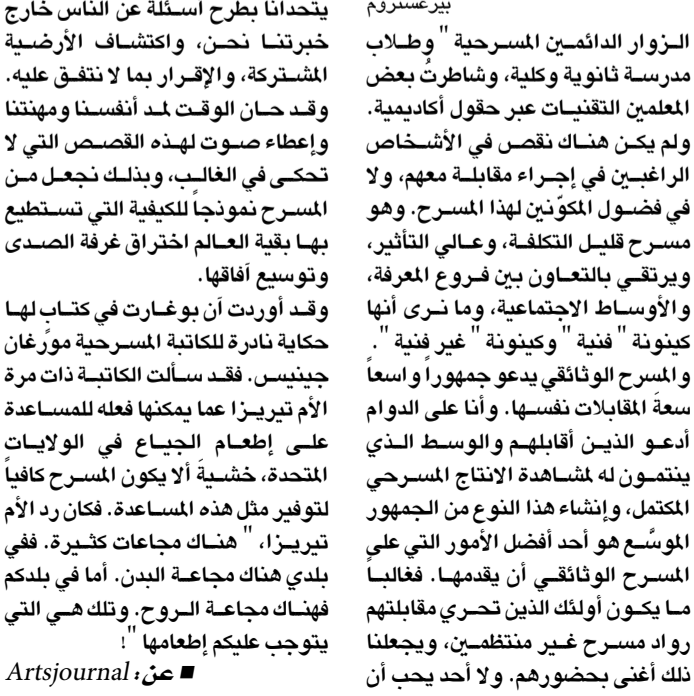 بيرغستروم
الزوار الدائمين المسرحية " وطلاب
مدرسة ثانوية وكلية، وشاطرتُ بعض
المعلمين التقنيات عبر حقول أكاديمية.
ولم يكن هناك نقص في الأشخاص
الراغبين في إجراء مقابلة معهم، ولا
في فضول المكوّنين لهذا المسرح. وهو
مسرح قليل التكلفة، وعالي التأثير،
ويرتقي بالتعاون بين فروع المعرفة،
والأوساط الاجتماعية، وما نرى أنها
كينونة " فنية " وكينونة " غير فنية ".
والمسرح الوثائقي يدعو جمهوراً واسعاً
سعةَ المقابلات نفسها. وأنا على الدوام
أدعو الذين أقابلهم والوسط الذي
ينتمون له لمشاهدة الانتاج المسرحي
المكتمل، وإنشاء هذا النوع من الجمهور
الموسَّع هو أحد أفضل الأمور التي على
المسرح الوثائقي أن يقدمها. فغالباً
ما يكون أولئك الذين تجري مقابلتهم
رواد مسرح غير منتظمين، ويجعلنا
ذلك أغنى بحضورهم. ولا أحد يحب أن
يتحدانا بطرح أسئلة عن الناس خارج
خبرتنا نحن، واكتشاف الأرضية
المشتركة، والإقرار بما لا نتفق عليه.
وقد حان الوقت لمد أنفسنا ومهنتنا
وإعطاء صوت لهذه القصص التي لا
تحكى في الغالب، وبذلك نجعل من
المسرح نموذجاً للكيفية التي تستطيع
بها بقية العالم اختراق غرفة الصدى
وتوسيع آفاقها.
وقد أوردت آن بوغارت في كتابٍ لها
حكاية نادرة للكاتبة المسرحية مورغان
جينيس. فقد سألت الكاتبة ذات مرة
الأم تيريزا عما يمكنها فعله للمساعدة
على إطعام الجياع في الولايات
المتحدة، خشيةَ ألا يكون المسرح كافياً
لتوفير مثل هذه المساعدة. فكان رد الأم
تيريزا، " هناك مجاعات كثيرة. ففي
بلدي هناك مجاعة البدن. أما في بلدكم
فهناك مجاعة الروح. وتلك هي التي
يتوجب عليكم إطعامها "!
■ عن: Artsjournal